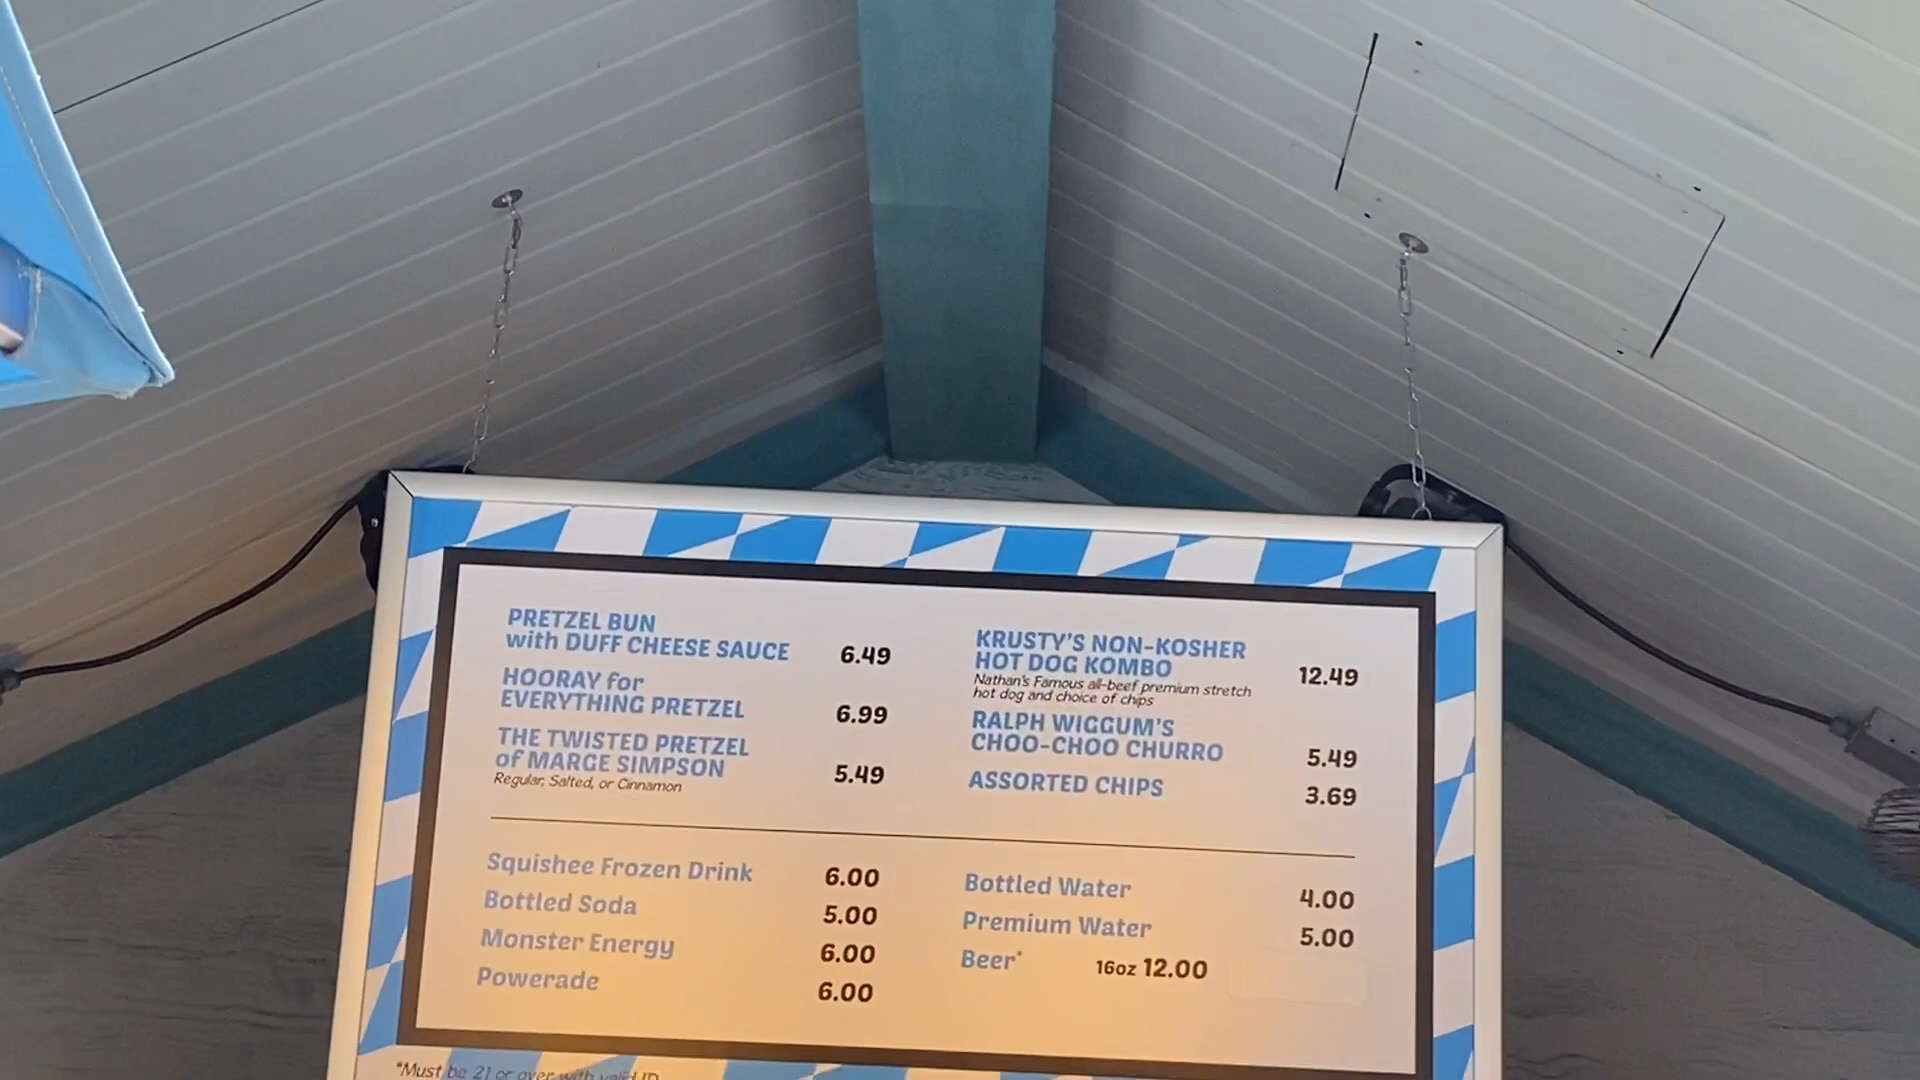 PRETZEL BUN
with DUFF CHEESE SAUCE 6.49
HOORAY for
EVERYTHING PRETZEL 6.99
THE TWISTED PRETZEL
of MARGE SIMPSON 5.49
Regular, Salted, or Cinnamon
KRUSTY'S NON-KOSHER
HOT DOG KOMBO 12.49
Nathan's Famous all-beef premium stretch
hot dog and choice of chips
RALPH WIGGUM'S
CHOO-CHOO CHURRO 5.49
ASSORTED CHIPS 3.69
Squishee Frozen Drink 6.00
Bottled Soda 5.00
Monster Energy 6.00
Powerade 6.00
Bottled Water 4.00
Premium Water 5.00
Beer* 16oz 12.00
*Must be 21 or over with valid ID